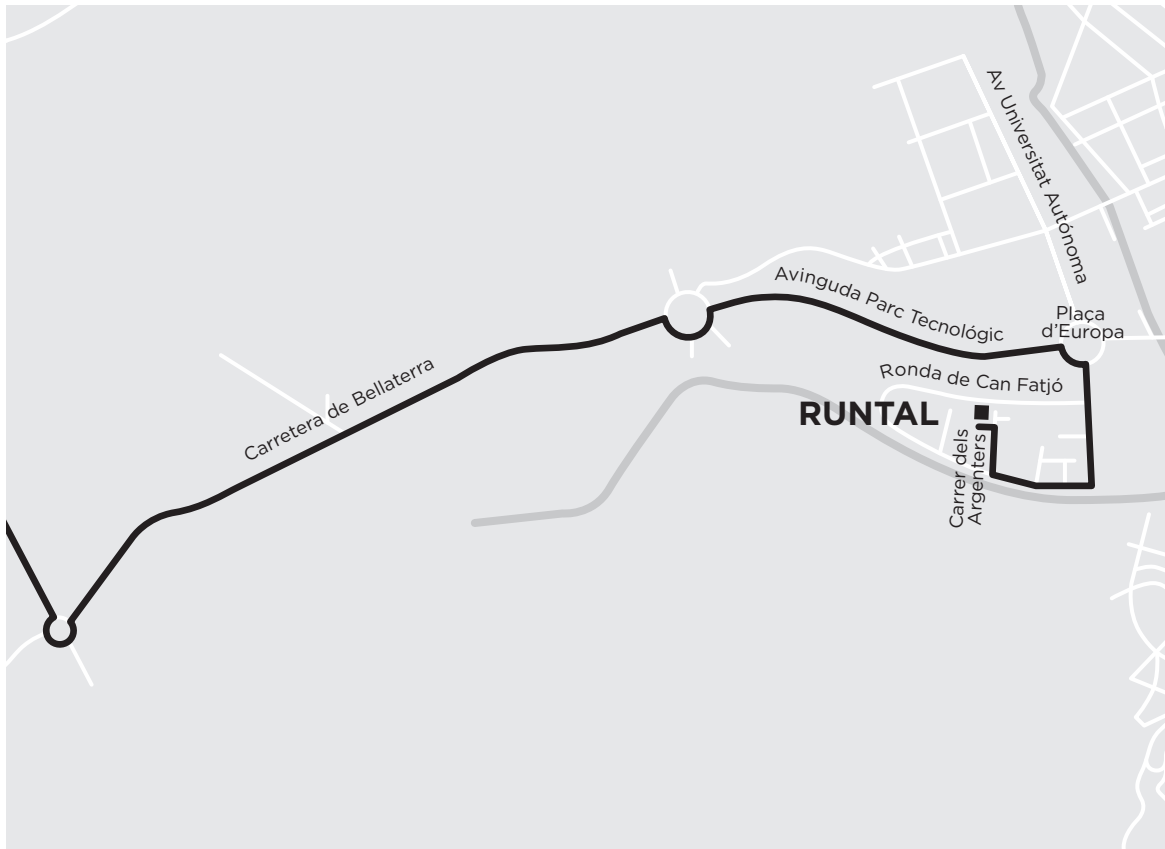 Av Universitat Autónoma
Avinguda Parc Tecnológic
Plaça
d'Europa
Carretera de Bellaterra
Ronda de Can Fatjó
RUNTAL
Carrer dels
Argenters